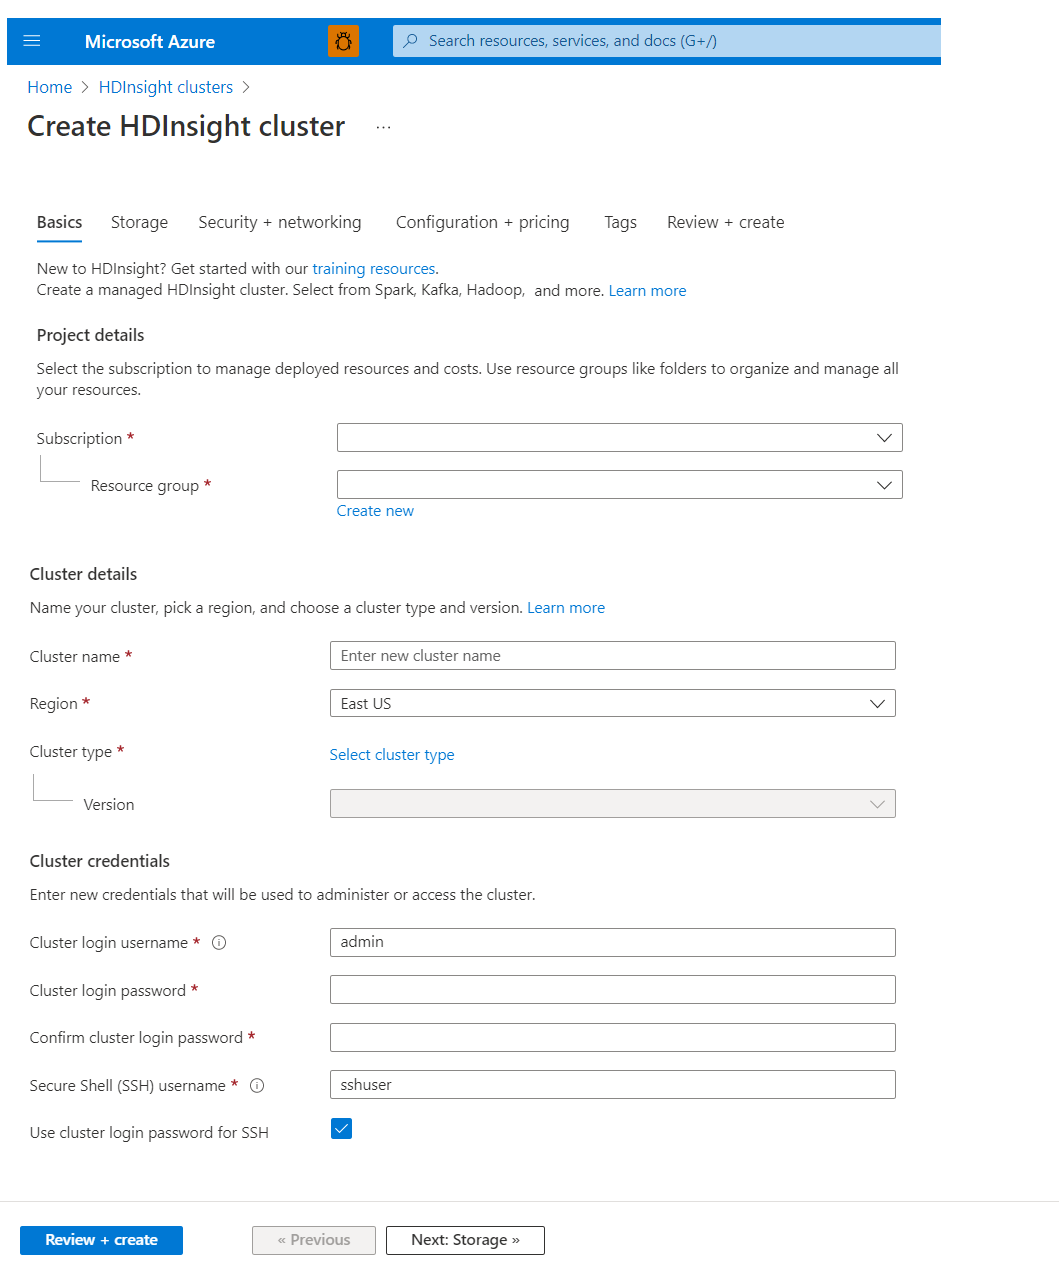 Microsoft Azure
Search resources, services, and docs (G+/)
Home > HDInsight clusters >
Create HDInsight cluster ...
Basics Storage Security + networking Configuration + pricing Tags Review + create
New to HDInsight? Get started with our training resources.
Create a managed HDInsight cluster. Select from Spark, Kafka, Hadoop, and more. Learn more
Project details
Select the subscription to manage deployed resources and costs. Use resource groups like folders to organize and manage all
your resources.
Subscription *
Resource group *
Create new
Cluster details
Name your cluster, pick a region, and choose a cluster type and version. Learn more
Cluster name * Enter new cluster name
Region * East US
Cluster type * Select cluster type
Version
Cluster credentials
Enter new credentials that will be used to administer or access the cluster.
Cluster login username * admin
Cluster login password *
Confirm cluster login password *
Secure Shell (SSH) username * sshuser
Use cluster login password for SSH
Review + create « Previous Next: Storage »